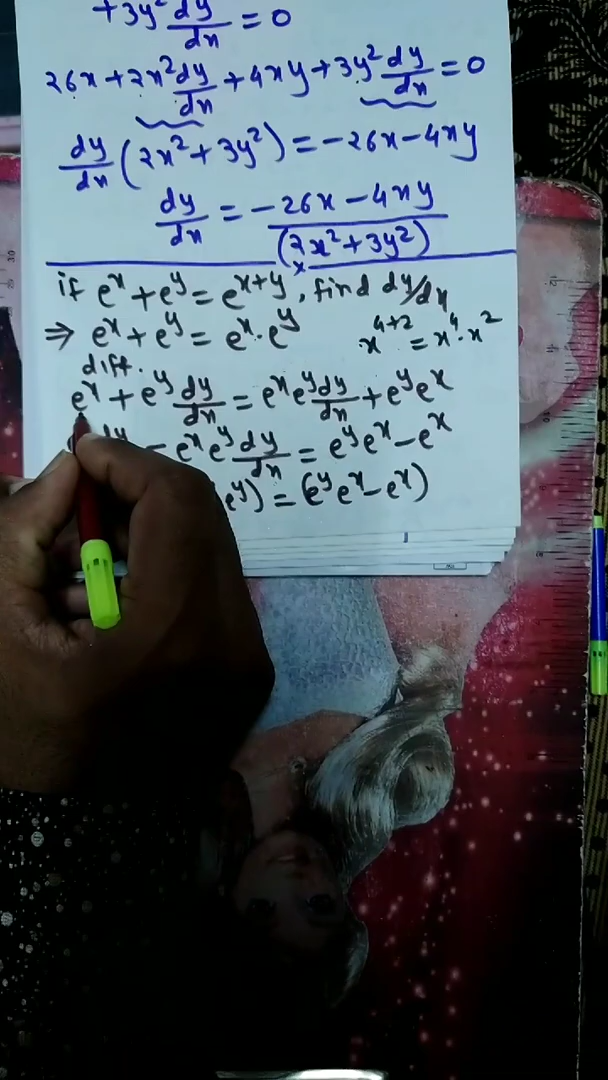 +3y² dy/dx = 0
26x + 2x² dy/dx + 4xy + 3y² dy/dx = 0
dy/dx (2x² + 3y²) = -26x - 4xy
dy/dx = -26x - 4xy / (2x² + 3y²)
if eˣ + eʸ = eˣ⁺ʸ, find dy/dx
⇒ eˣ + eʸ = eˣ·eʸ x⁴⁺² = x⁴·x²
diff.
eˣ + eʸ dy/dx = eˣeʸ dy/dx + eʸeˣ
dy - eˣeʸ dy/dx = eʸeˣ - eˣ
eʸ) = (eʸeˣ - eˣ)